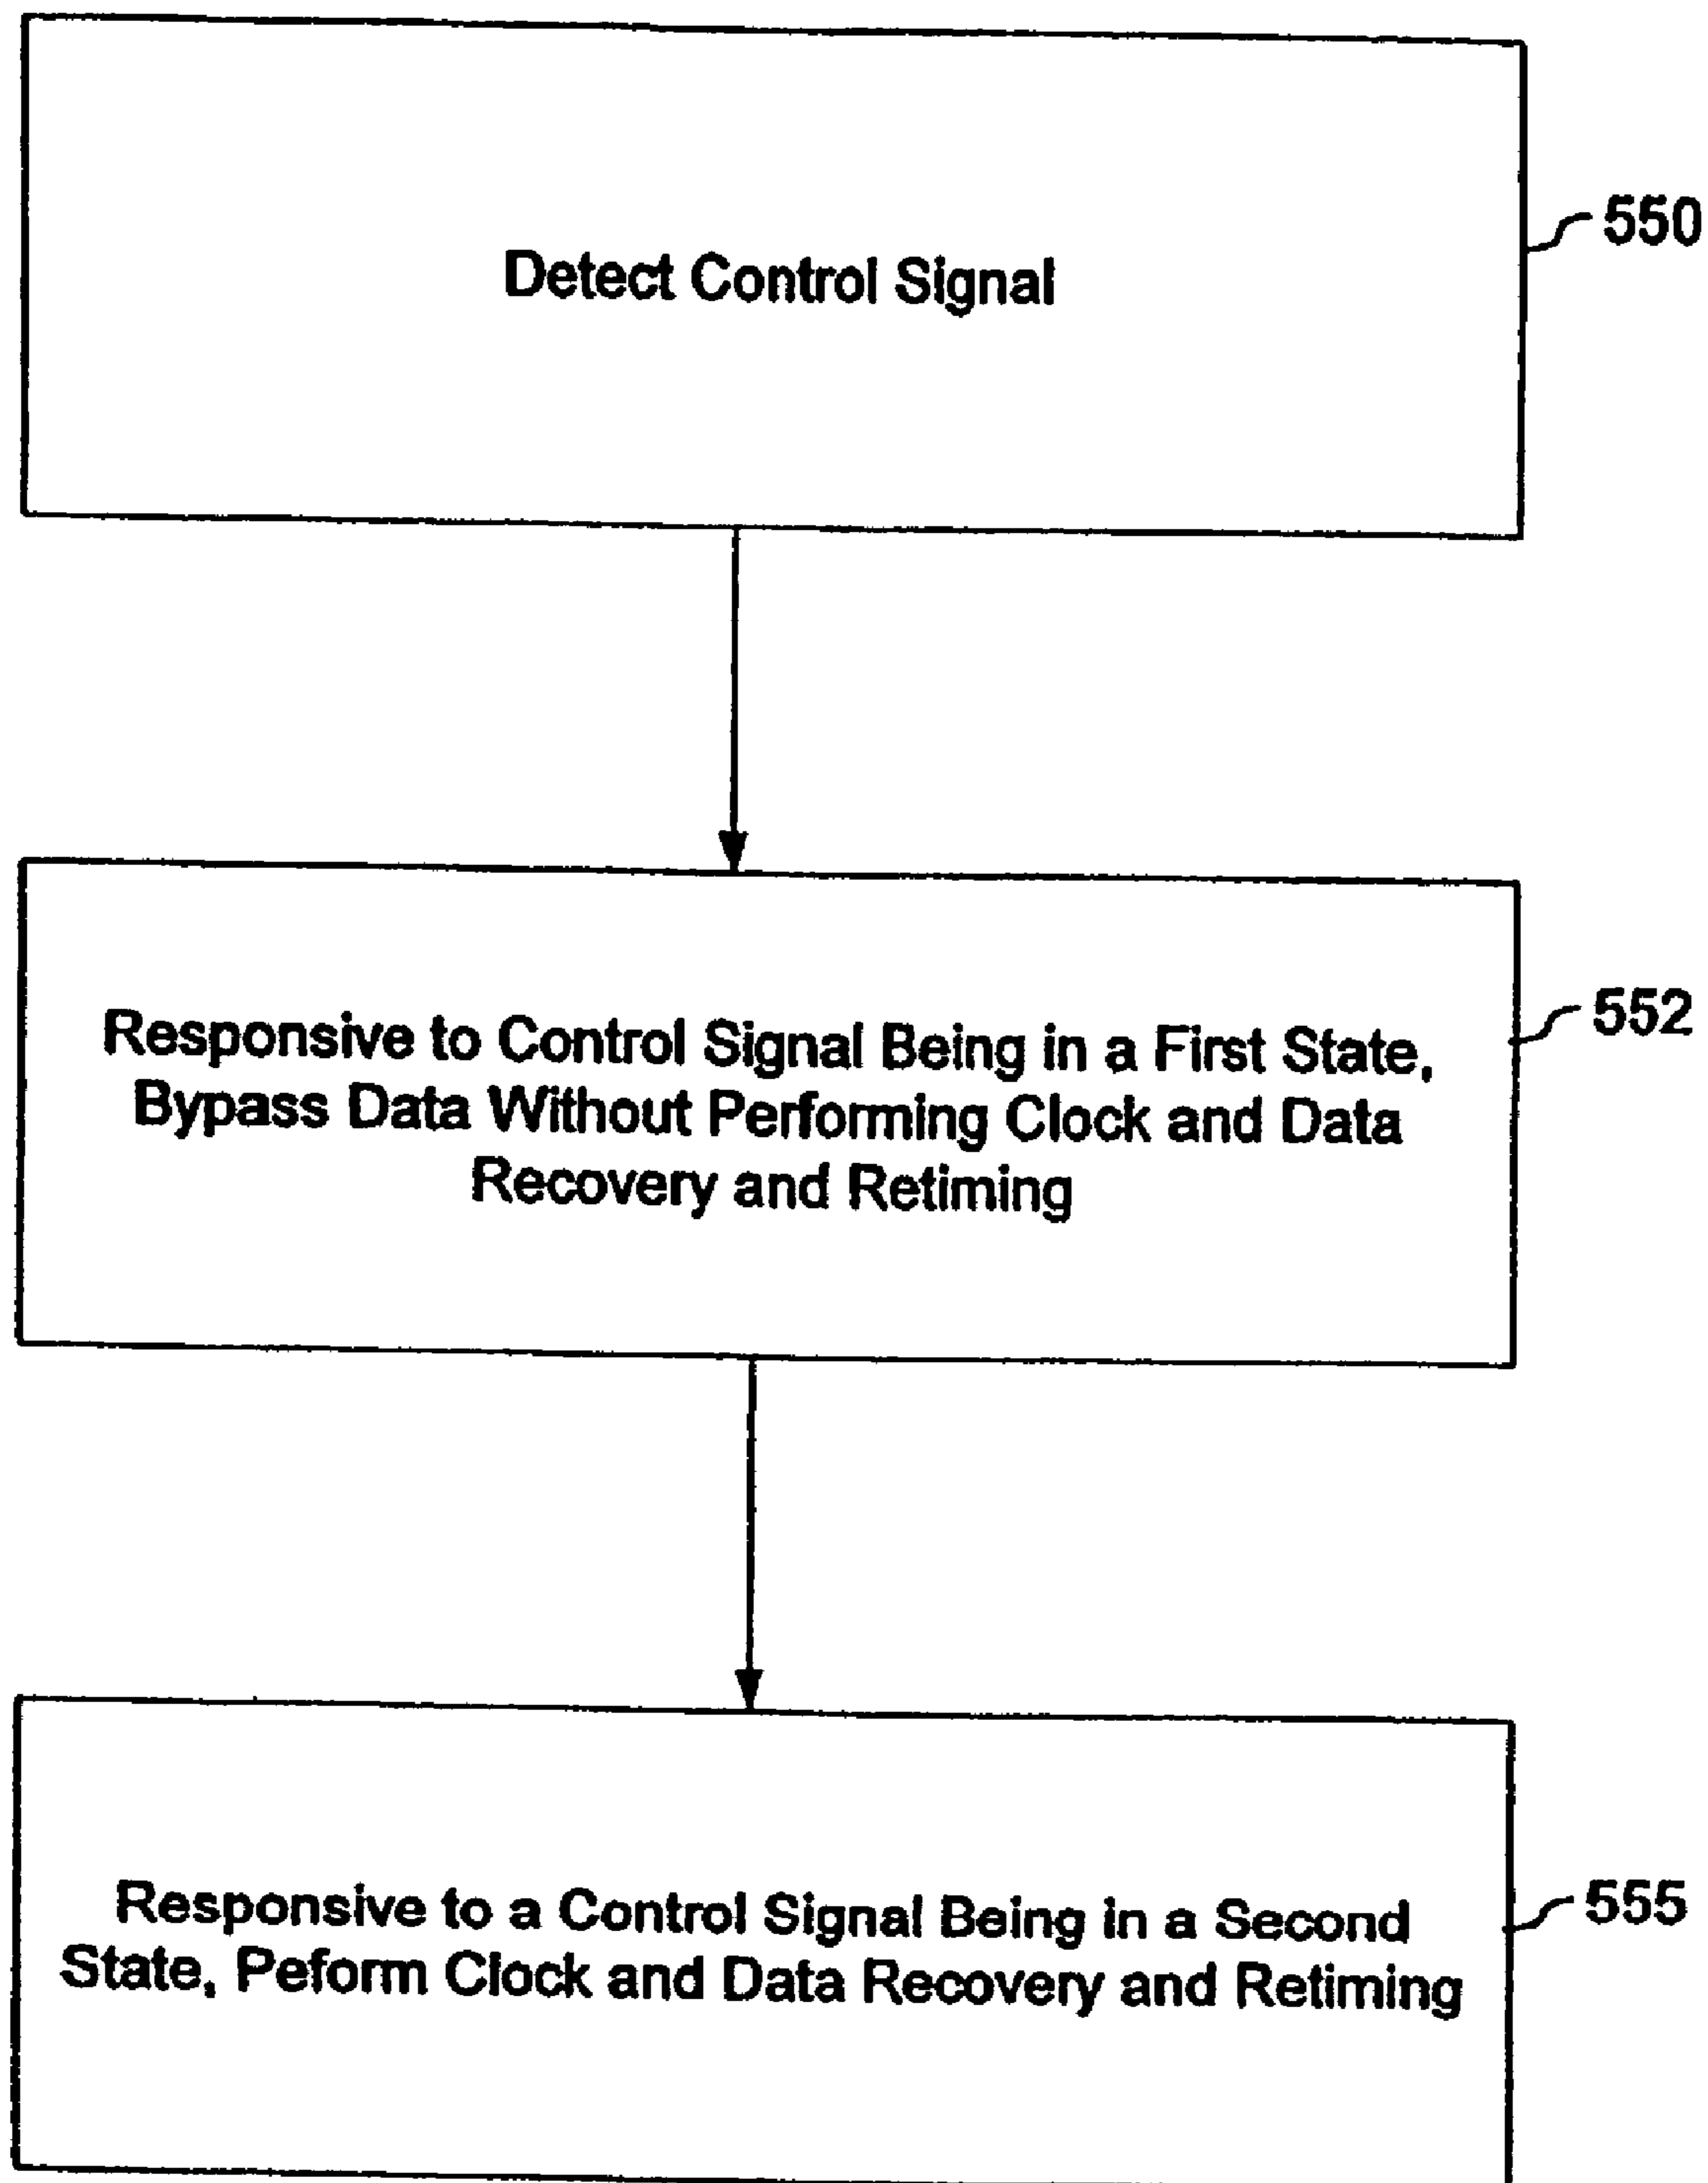 Detect Control Signal
550
Responsive to Control Signal Being in a First State,
Bypass Data Without Performing Clock and Data
Recovery and Retiming
552
Responsive to a Control Signal Being in a Second
State, Peform Clock and Data Recovery and Retiming
555